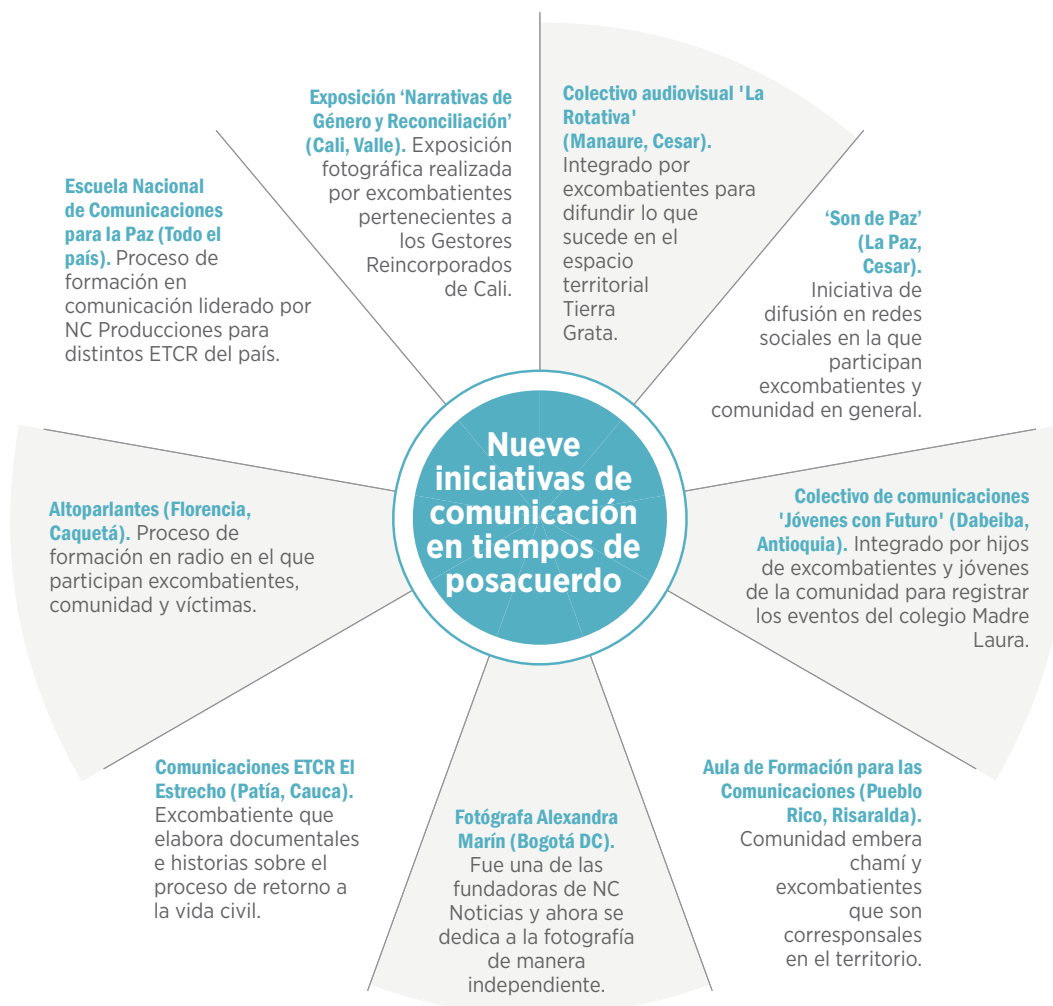 Nueve
iniciativas de
comunicación
en tiempos de
posacuerdo
Colectivo audiovisual 'La
Rotativa'
(Manaure, Cesar).
Integrado por
excombatientes para
difundir lo que
sucede en el
espacio
territorial
Tierra
Grata.
‘Son de Paz’
(La Paz,
Cesar).
Iniciativa de
difusión en redes
sociales en la que
participan
excombatientes y
comunidad en general.
Colectivo de comunicaciones
'Jóvenes con Futuro' (Dabeiba,
Antioquia). Integrado por hijos
de excombatientes y jóvenes
de la comunidad para registrar
los eventos del colegio Madre
Laura.
Aula de Formación para las
Comunicaciones (Pueblo
Rico, Risaralda).
Comunidad embera
chamí y
excombatientes
que son
corresponsales
en el territorio.
Fotógrafa Alexandra
Marín (Bogotá DC).
Fue una de las
fundadoras de NC
Noticias y ahora se
dedica a la fotografía
de manera
independiente.
Comunicaciones ETCR El
Estrecho (Patía, Cauca).
Excombatiente que
elabora documentales
e historias sobre el
proceso de retorno a
la vida civil.
Altoparlantes (Florencia,
Caquetá). Proceso de
formación en radio en el que
participan excombatientes,
comunidad y víctimas.
Escuela Nacional
de Comunicaciones
para la Paz (Todo el
país). Proceso de
formación en
comunicación liderado por
NC Producciones para
distintos ETCR del país.
Exposición ‘Narrativas de
Género y Reconciliación’
(Cali, Valle). Exposición
fotográfica realizada
por excombatientes
pertenecientes a
los Gestores
Reincorporados
de Cali.